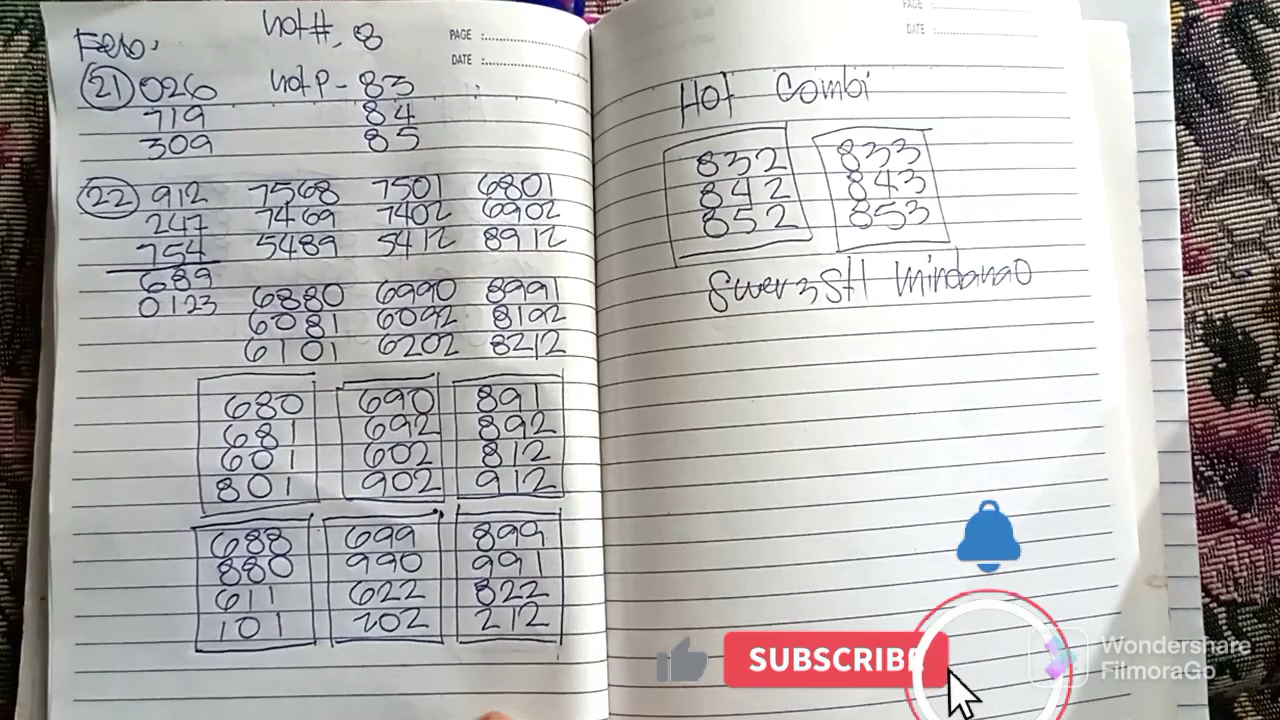 Feb. hot#. 8
PAGE :
DATE :
(21) 026 hot p - 83
719 84
309 85
(22) 912 7568 7501 6801
247 7469 7402 6902
754 5489 5412 8912
689
0123 6880 6990 8991
6081 6092 8192
6101 6202 8212
680 690 891
681 692 892
601 602 812
801 902 912
688 699 899
880 990 991
611 622 822
101 202 212
PAGE :
DATE :
Hot Combi
832 833
842 843
852 853
Swer3 Stl mindanao
SUBSCRIBE
Wondershare
FilmoraGo